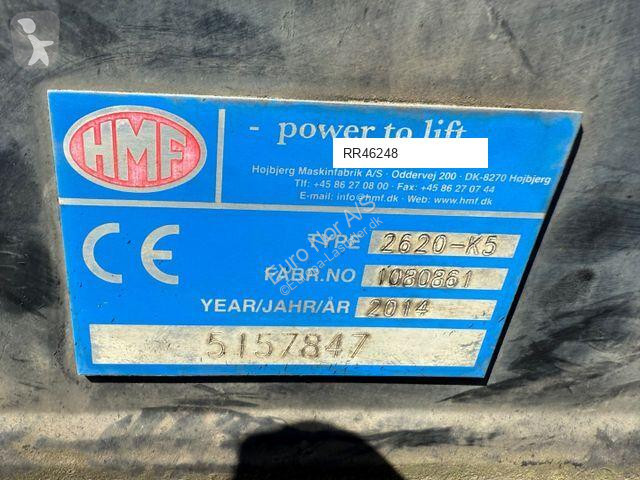 HMF
- power to lift
RR46248
Højbjerg Maskinfabrik A/S · Oddervej 200 · DK-8270 Højbjerg
Tlf: +45 86 27 08 00 · Fax: +45 86 27 07 44
E-mail: info@hmf.dk · Web: www.hmf.dk
CE
TYPE 2620-K5
FABR.NO 1080861
YEAR/JAHR/ÅR 2014
5157847
Euro Nor A/S